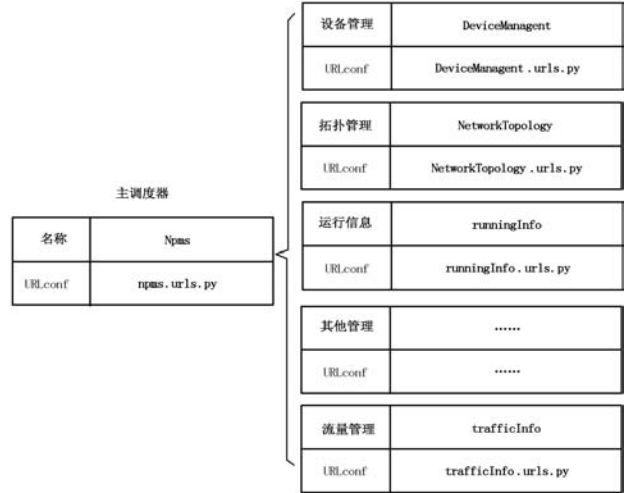 设备管理 DeviceManagent
URLconf DeviceManagent.urls.py
拓扑管理 NetworkTopology
URLconf NetworkTopology.urls.py
主调度器
名称 Npms
URLconf npms.urls.py
运行信息 runningInfo
URLconf runningInfo.urls.py
其他管理 ……
URLconf ……
流量管理 trafficInfo
URLconf trafficInfo.urls.py